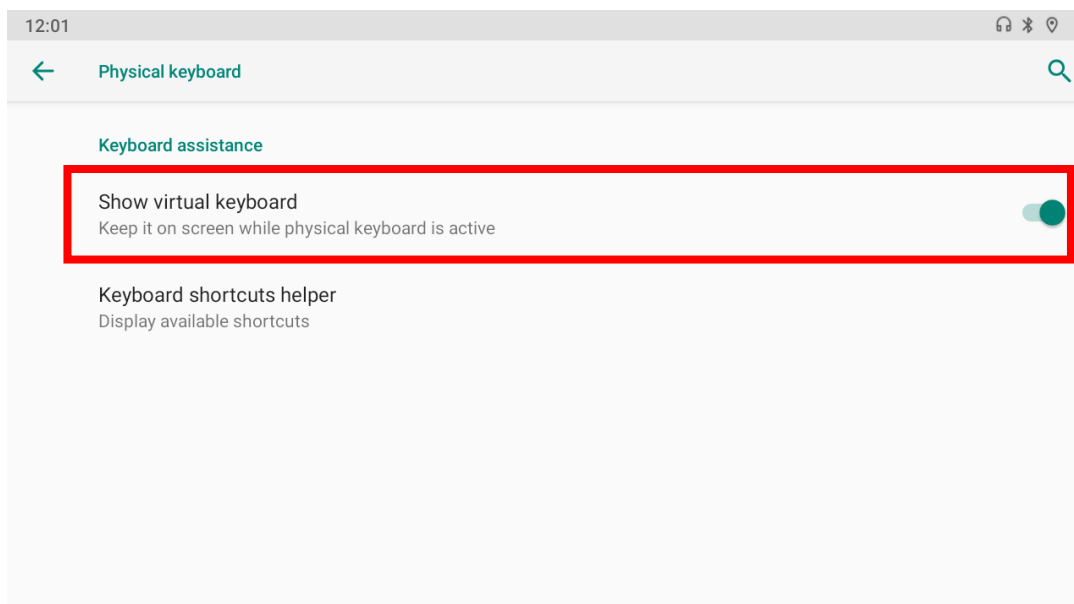 12:01
Physical keyboard
Keyboard assistance
Show virtual keyboard
Keep it on screen while physical keyboard is active
Keyboard shortcuts helper
Display available shortcuts